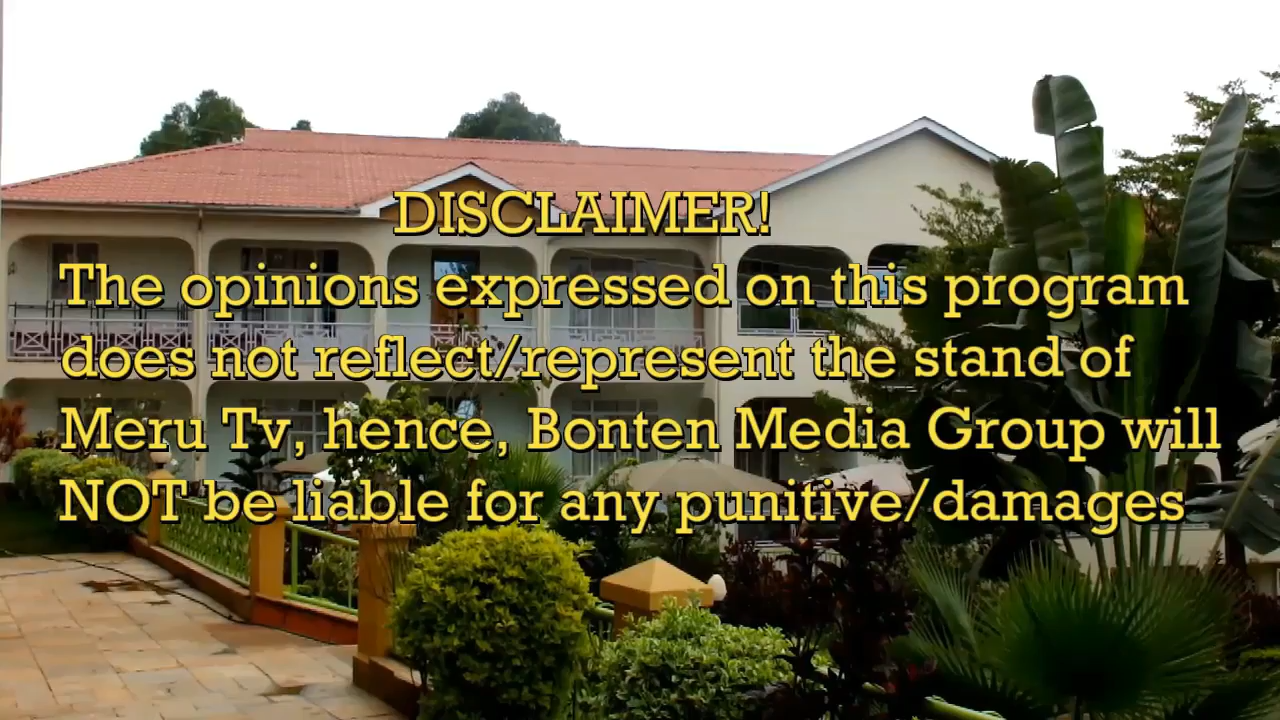 DISCLAIMER!
The opinions expressed on this program
does not reflect/represent the stand of
Meru Tv, hence, Bonten Media Group will
NOT be liable for any punitive/damages